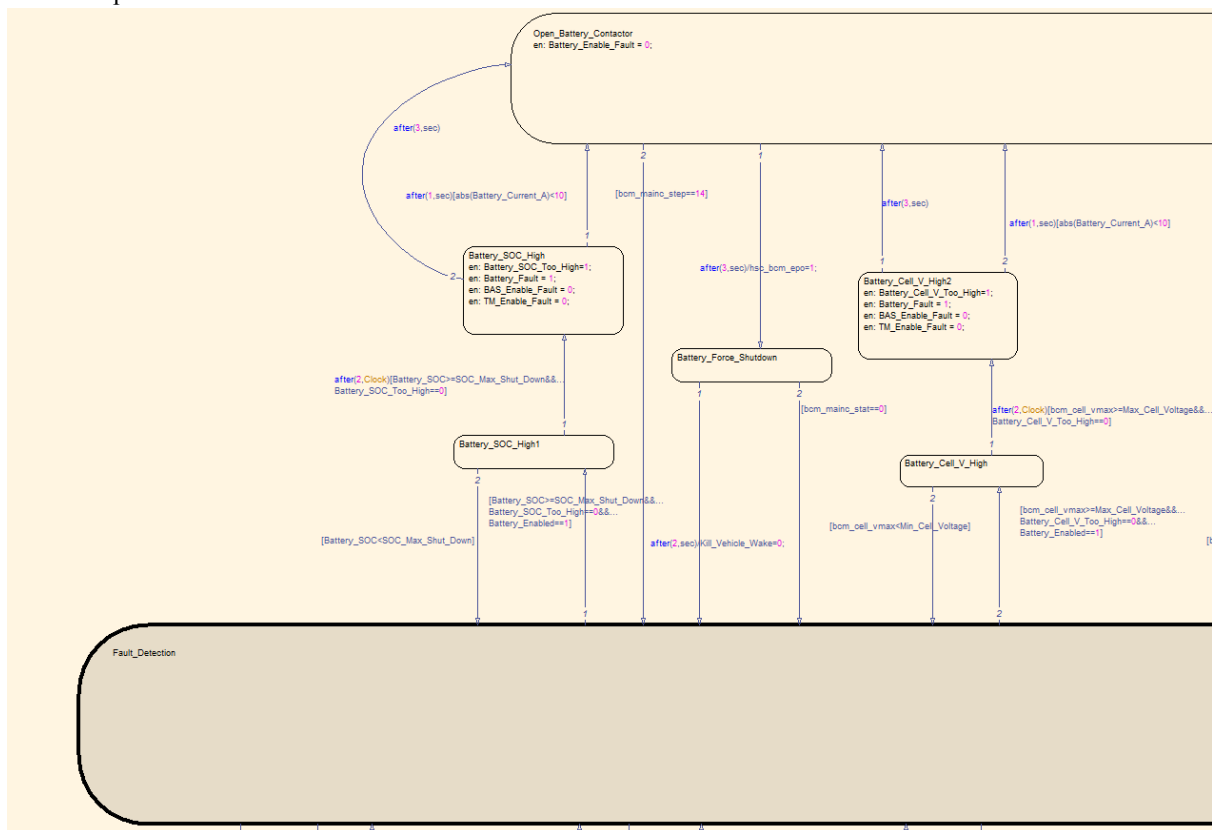 Open_Battery_Contactor
en: Battery_Enable_Fault = 0;
after(3,sec)
after(1,sec)[abs(Battery_Current_A)<10]
2
[bcm_mainc_step==14]
1
after(3,sec)
after(1,sec)[abs(Battery_Current_A)<10]
1
2
Battery_SOC_High
en: Battery_SOC_Too_High=1;
en: Battery_Fault = 1;
en: BAS_Enable_Fault = 0;
en: TM_Enable_Fault = 0;
after(3,sec)/hsc_bcm_epo=1;
1
2
Battery_Cell_V_High2
en: Battery_Cell_V_Too_High=1;
en: Battery_Fault = 1;
en: BAS_Enable_Fault = 0;
en: TM_Enable_Fault = 0;
Battery_Force_Shutdown
after(2,Clock)[Battery_SOC>=SOC_Max_Shut_Down&&...
Battery_SOC_Too_High==0]
1
2
[bcm_mainc_stat==0]
after(2,Clock)[bcm_cell_vmax>=Max_Cell_Voltage&&...
Battery_Cell_V_Too_High==0]
1
1
Battery_SOC_High1
Battery_Cell_V_High
2
[Battery_SOC>=SOC_Max_Shut_Down&&...
Battery_SOC_Too_High==0&&...
Battery_Enabled==1]
2
[bcm_cell_vmax>=Max_Cell_Voltage&&...
Battery_Cell_V_Too_High==0&&...
Battery_Enabled==1]
[bcm_cell_vmax<Min_Cell_Voltage]
[Battery_SOC<SOC_Max_Shut_Down]
after(2,sec)/Kill_Vehicle_Wake=0;
1
2
Fault_Detection